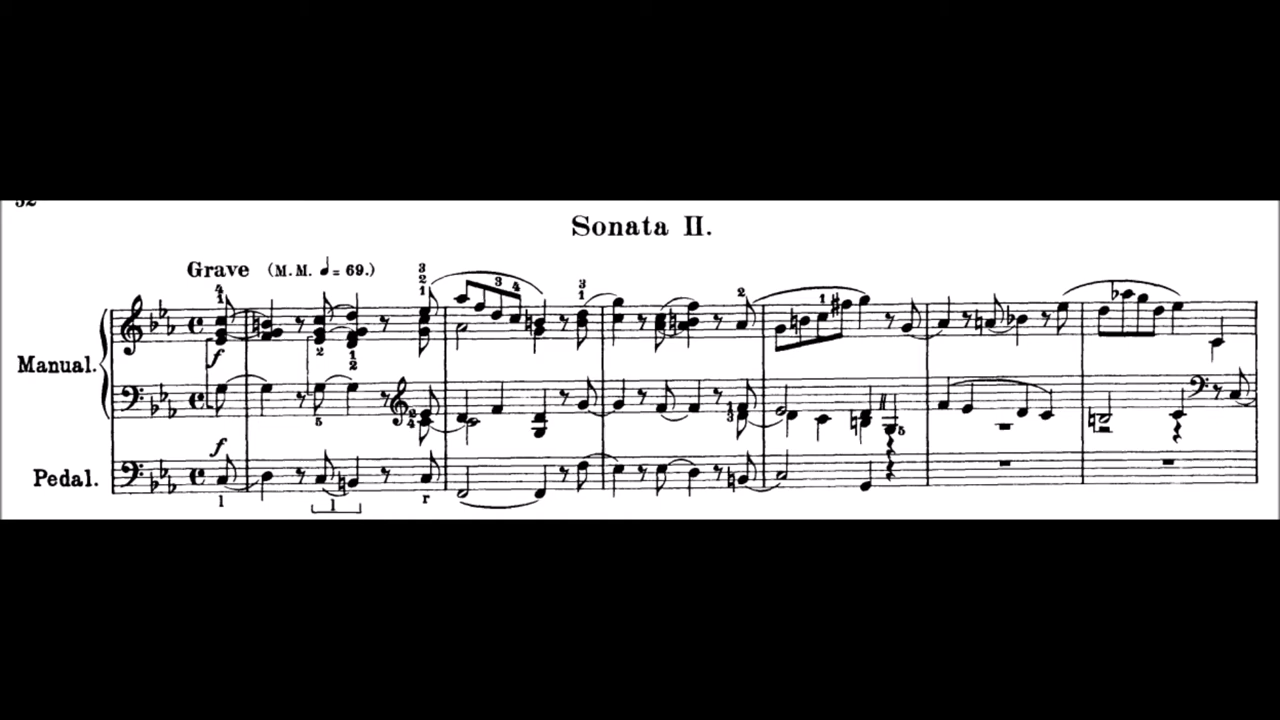 Sonata II.
Grave (M.M. ♩= 69.)
Manual.
f
f
Pedal.
l
l
r